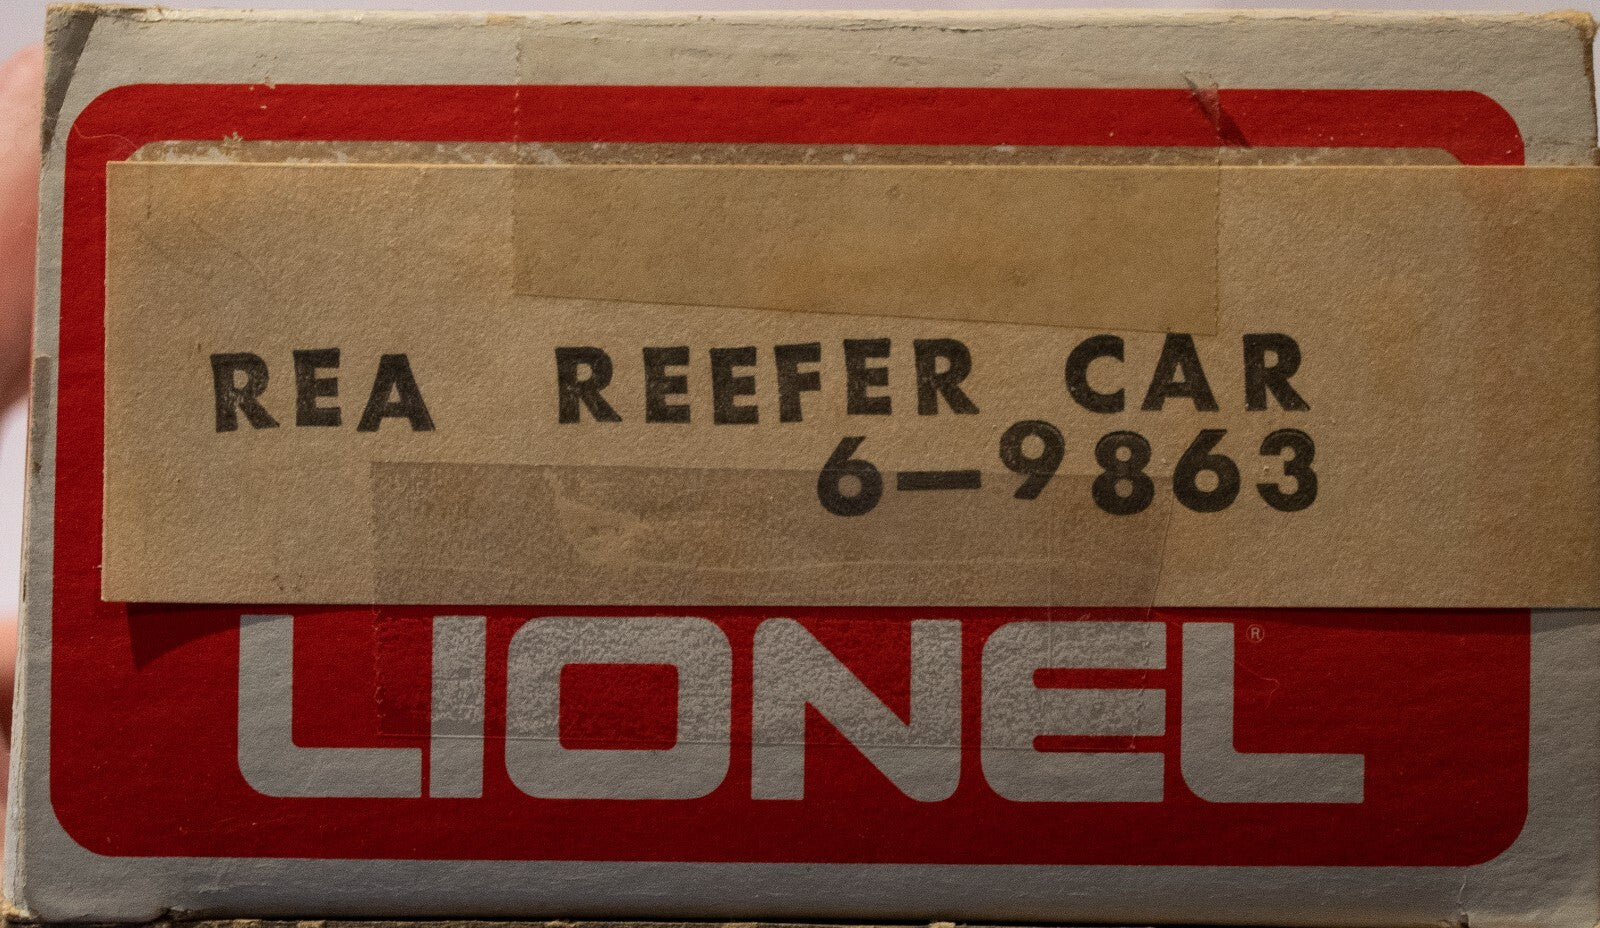 REA REEFER CAR
6-9863
LIONEL®